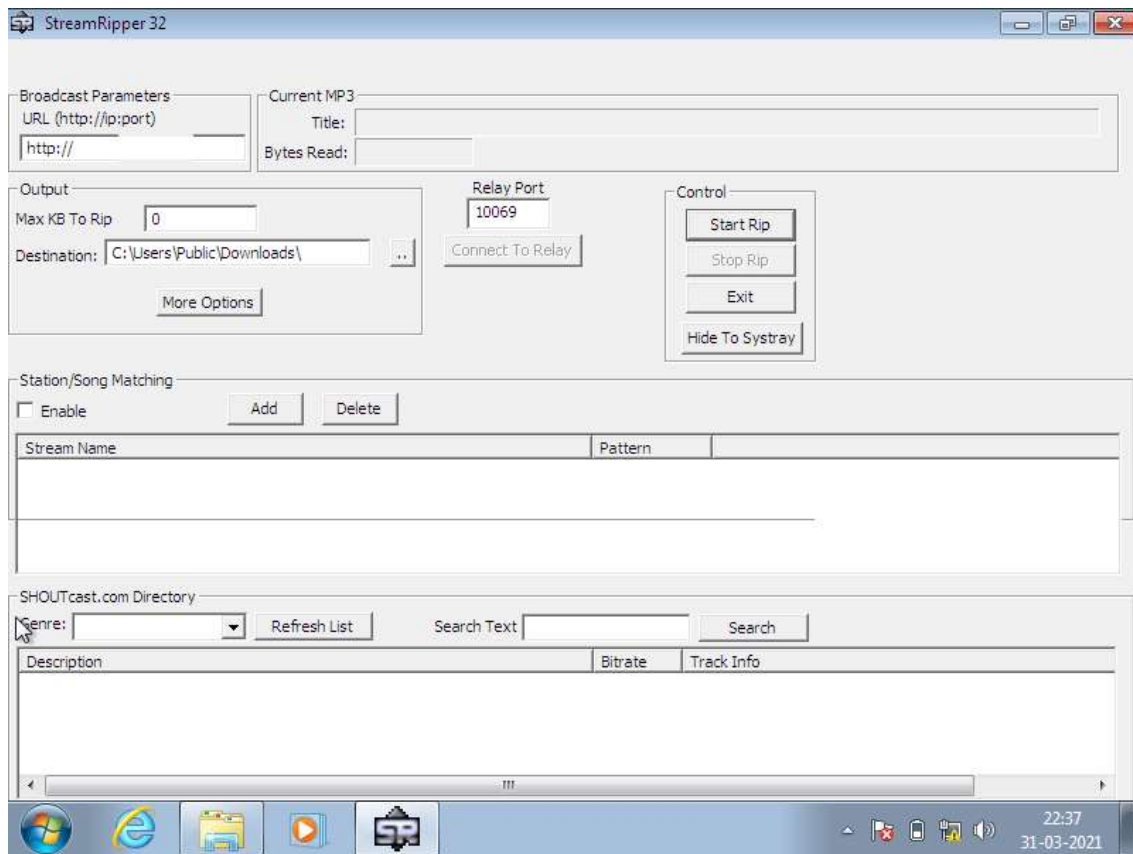 StreamRipper 32
Broadcast Parameters
URL (http://ip:port)
http://
Current MP3
Title:
Bytes Read:
Output
Max KB To Rip 0
Destination: C:\Users\Public\Downloads\ ..
More Options
Relay Port
10069
Connect To Relay
Control
Start Rip
Stop Rip
Exit
Hide To Systray
Station/Song Matching
Enable Add Delete
Stream Name Pattern
SHOUTcast.com Directory
Genre: Refresh List Search Text Search
Description Bitrate Track Info
SR
22:37
31-03-2021